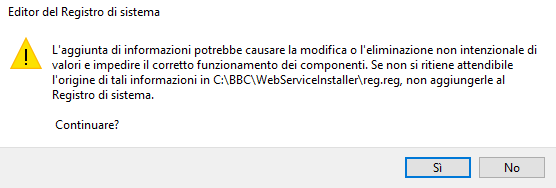 Editor del Registro di sistema
L'aggiunta di informazioni potrebbe causare la modifica o l'eliminazione non intenzionale di
valori e impedire il corretto funzionamento dei componenti. Se non si ritiene attendibile
l'origine di tali informazioni in C:\BBC\WebServiceInstaller\reg.reg, non aggiungerle al
Registro di sistema.
Continuare?
Sì
No